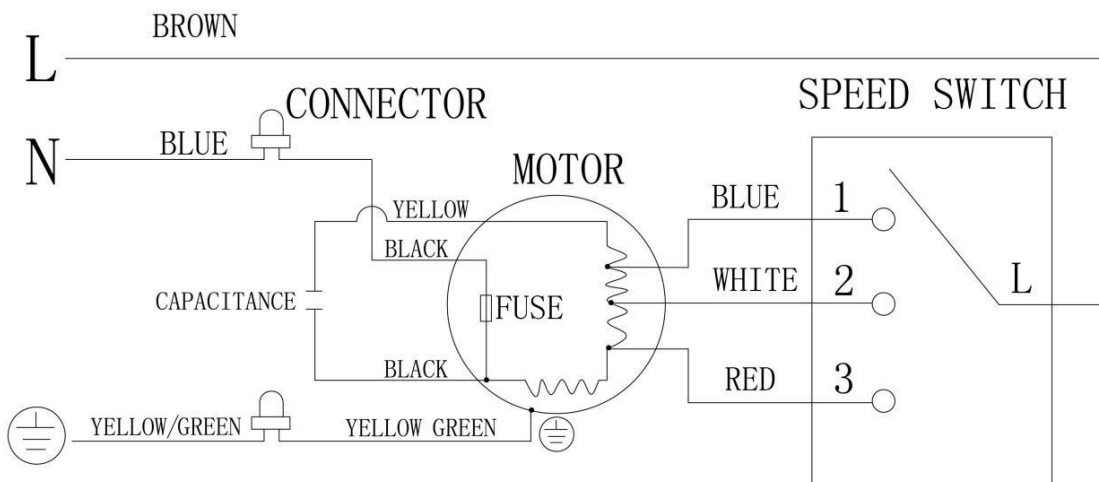 BROWN
L
CONNECTOR
SPEED SWITCH
N
BLUE
MOTOR
YELLOW
BLUE
1
BLACK
WHITE
2
L
CAPACITANCE
FUSE
BLACK
RED
3
YELLOW/GREEN
YELLOW GREEN